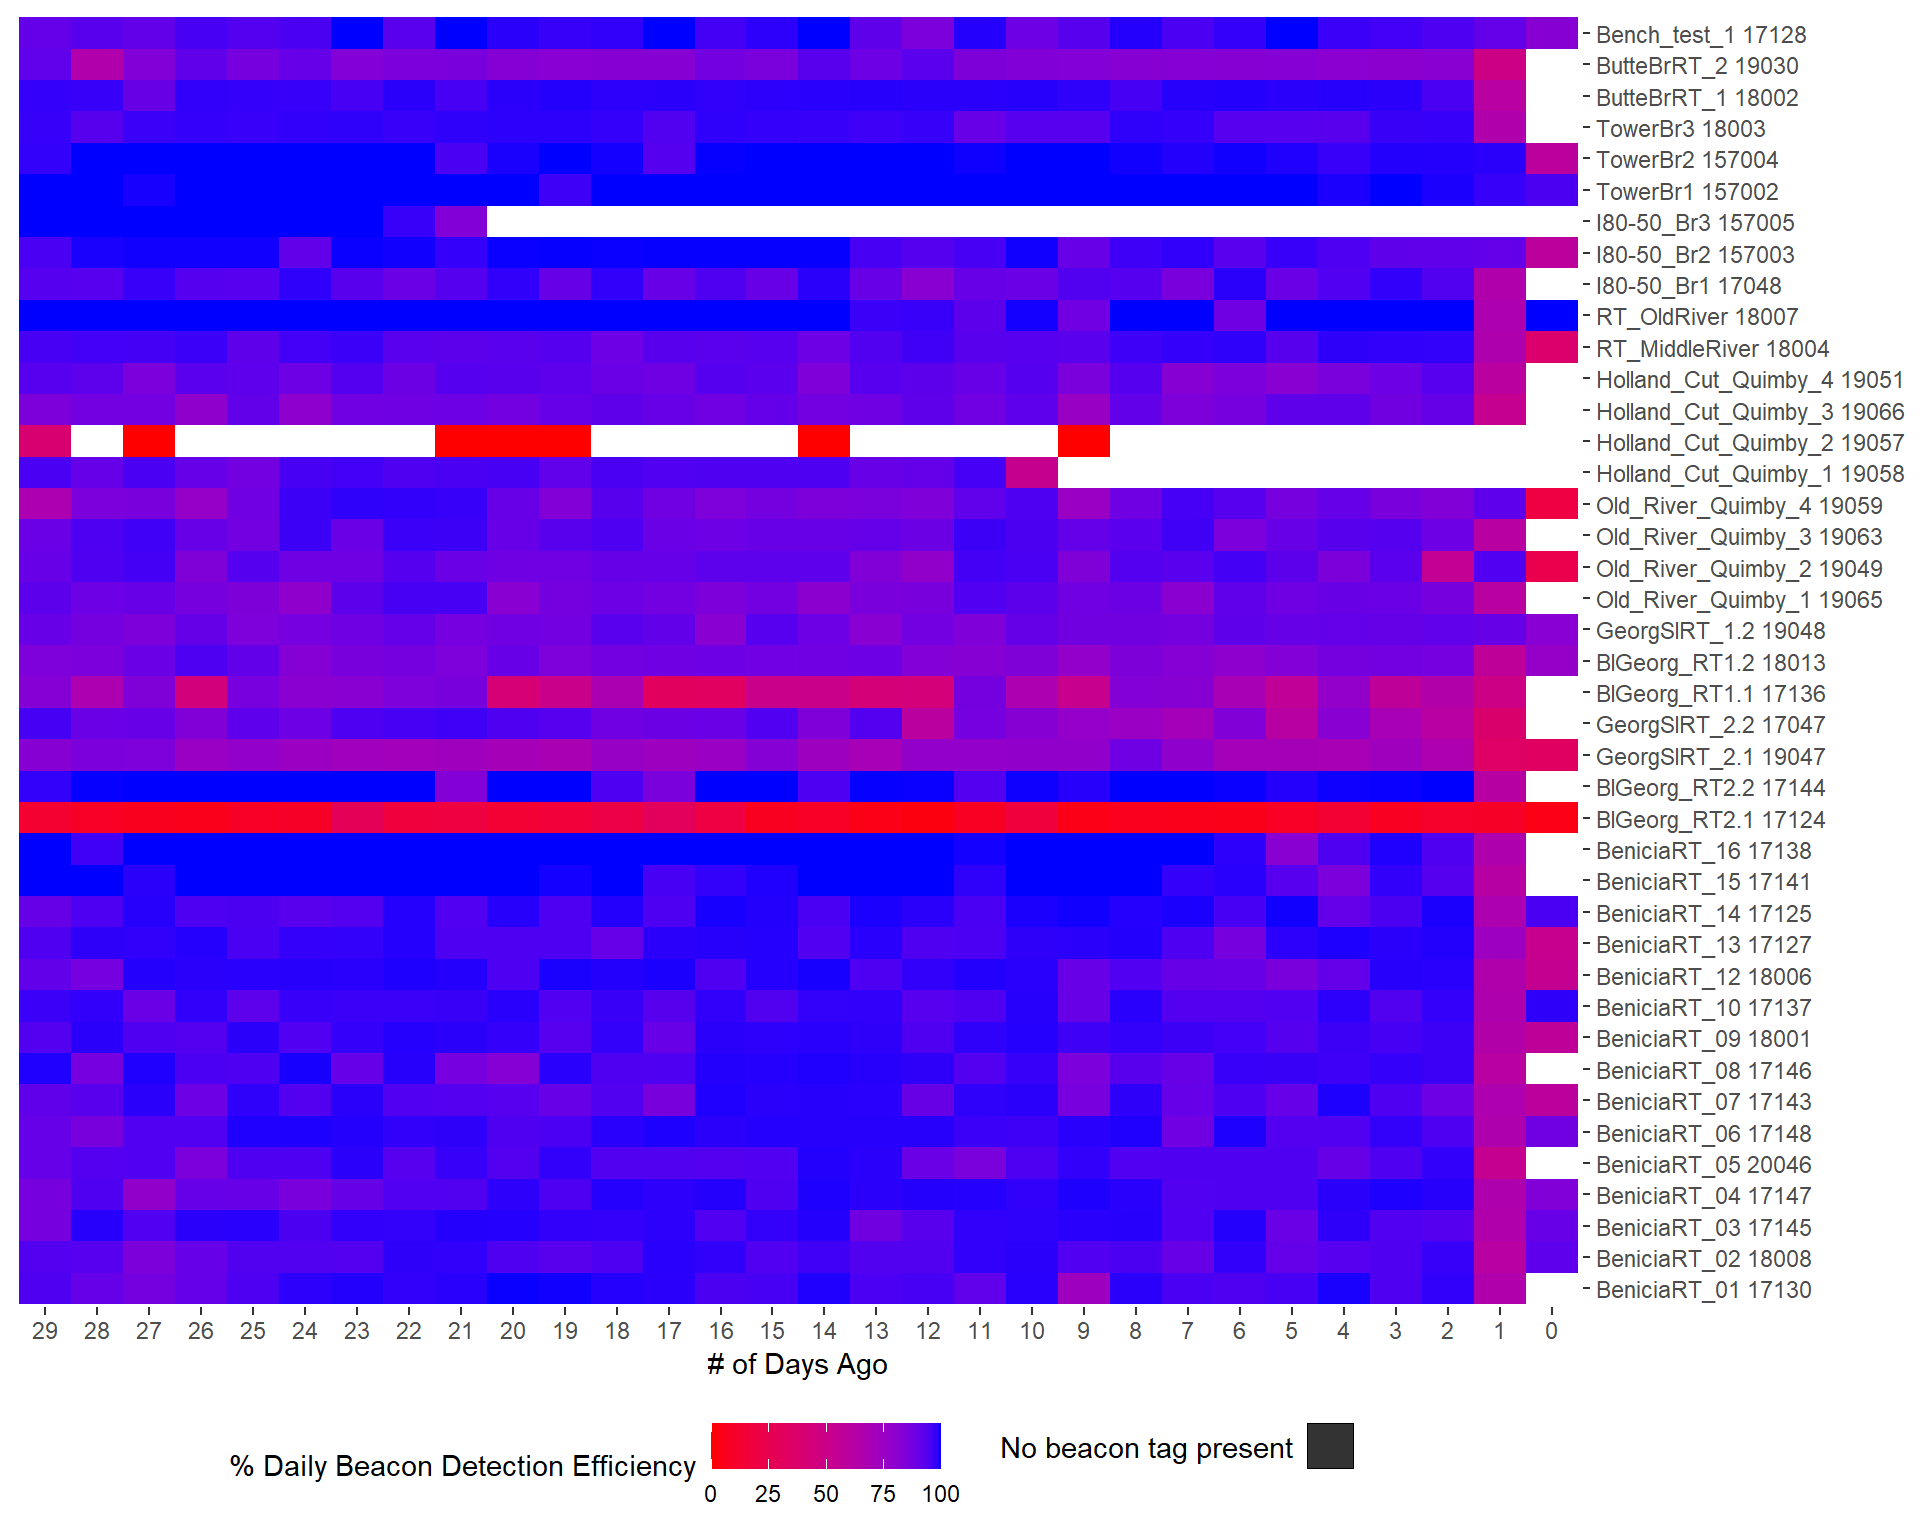 Bench_test_1 17128
ButteBrRT_2 19030
ButteBrRT_1 18002
TowerBr3 18003
TowerBr2 157004
TowerBr1 157002
I80-50_Br3 157005
I80-50_Br2 157003
I80-50_Br1 17048
RT_OldRiver 18007
RT_MiddleRiver 18004
Holland_Cut_Quimby_4 19051
Holland_Cut_Quimby_3 19066
Holland_Cut_Quimby_2 19057
Holland_Cut_Quimby_1 19058
Old_River_Quimby_4 19059
Old_River_Quimby_3 19063
Old_River_Quimby_2 19049
Old_River_Quimby_1 19065
GeorgSlRT_1.2 19048
BlGeorg_RT1.2 18013
BlGeorg_RT1.1 17136
GeorgSlRT_2.2 17047
GeorgSlRT_2.1 19047
BlGeorg_RT2.2 17144
BlGeorg_RT2.1 17124
BeniciaRT_16 17138
BeniciaRT_15 17141
BeniciaRT_14 17125
BeniciaRT_13 17127
BeniciaRT_12 18006
BeniciaRT_10 17137
BeniciaRT_09 18001
BeniciaRT_08 17146
BeniciaRT_07 17143
BeniciaRT_06 17148
BeniciaRT_05 20046
BeniciaRT_04 17147
BeniciaRT_03 17145
BeniciaRT_02 18008
BeniciaRT_01 17130
29 28 27 26 25 24 23 22 21 20 19 18 17 16 15 14 13 12 11 10 9 8 7 6 5 4 3 2 1 0
# of Days Ago
% Daily Beacon Detection Efficiency
0 25 50 75 100
No beacon tag present